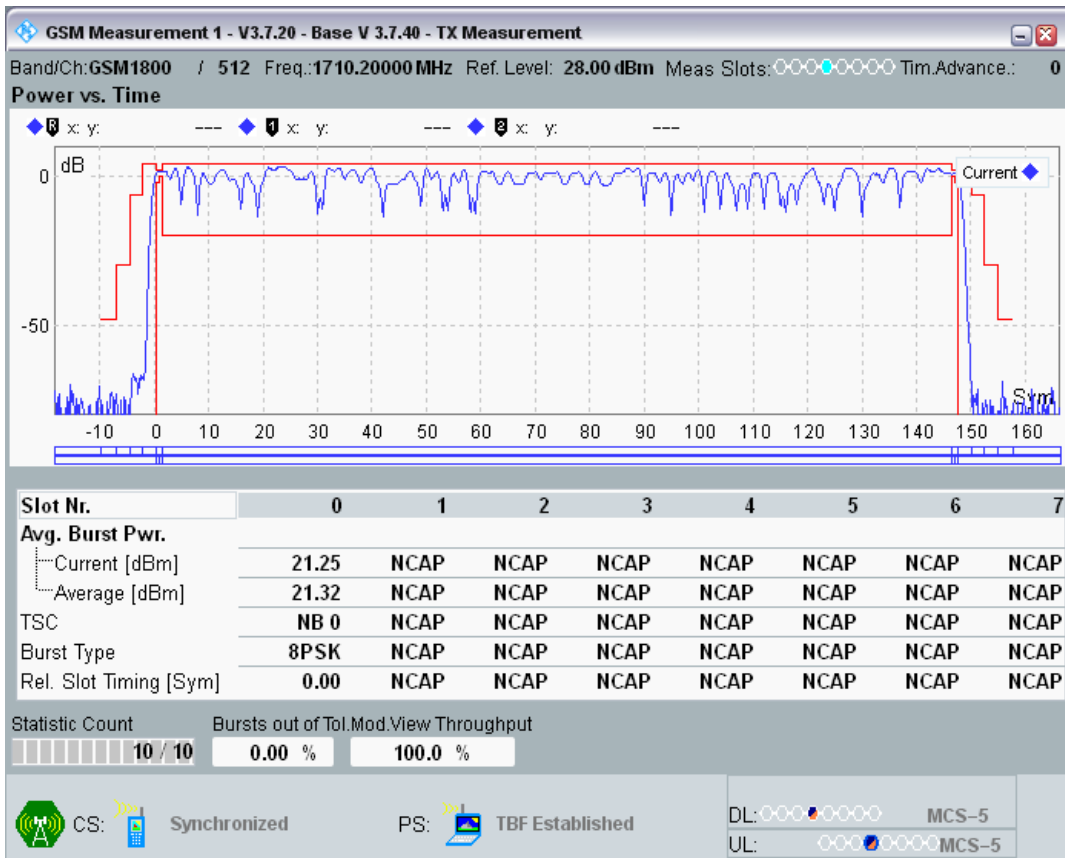 GSM Measurement 1 - V3.7.20 - Base V 3.7.40 - TX Measurement
Band/Ch:GSM1800 / 512 Freq.:1710.20000 MHz Ref. Level: 28.00 dBm Meas Slots: Tim.Advance.: 0
Power vs. Time
R x: y: --- 1 x: y: --- 2 x: y: ---
dB
Current
0
-50
Sym
-10 0 10 20 30 40 50 60 70 80 90 100 110 120 130 140 150 160
Slot Nr. 0 1 2 3 4 5 6 7
Avg. Burst Pwr.
Current [dBm] 21.25 NCAP NCAP NCAP NCAP NCAP NCAP NCAP
Average [dBm] 21.32 NCAP NCAP NCAP NCAP NCAP NCAP NCAP
TSC NB 0 NCAP NCAP NCAP NCAP NCAP NCAP NCAP
Burst Type 8PSK NCAP NCAP NCAP NCAP NCAP NCAP NCAP
Rel. Slot Timing [Sym] 0.00 NCAP NCAP NCAP NCAP NCAP NCAP NCAP
Statistic Count Bursts out of Tol.Mod.View Throughput
10 / 10 0.00 % 100.0 %
CS: Synchronized PS: TBF Established DL: MCS-5
UL: MCS-5